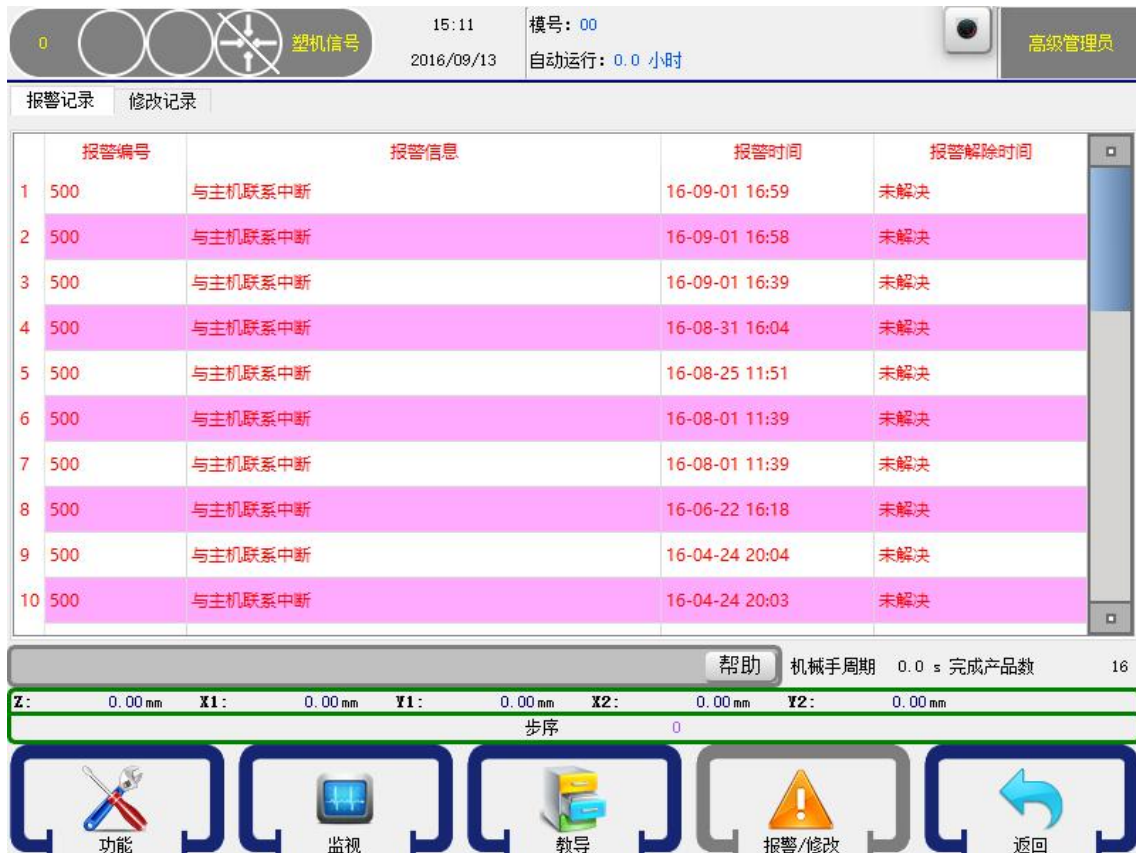 0 塑机信号 15:11 模号: 00 高级管理员
2016/09/13 自动运行: 0.0 小时
报警记录 修改记录
报警编号 报警信息 报警时间 报警解除时间
1 500 与主机联系中断 16-09-01 16:59 未解决
2 500 与主机联系中断 16-09-01 16:58 未解决
3 500 与主机联系中断 16-09-01 16:39 未解决
4 500 与主机联系中断 16-08-31 16:04 未解决
5 500 与主机联系中断 16-08-25 11:51 未解决
6 500 与主机联系中断 16-08-01 11:39 未解决
7 500 与主机联系中断 16-08-01 11:39 未解决
8 500 与主机联系中断 16-06-22 16:18 未解决
9 500 与主机联系中断 16-04-24 20:04 未解决
10 500 与主机联系中断 16-04-24 20:03 未解决
帮助 机械手周期 0.0 s 完成产品数 16
Z: 0.00mm X1: 0.00mm Y1: 0.00mm X2: 0.00mm Y2: 0.00mm
步序 0
功能 监视 教导 报警/修改 返回